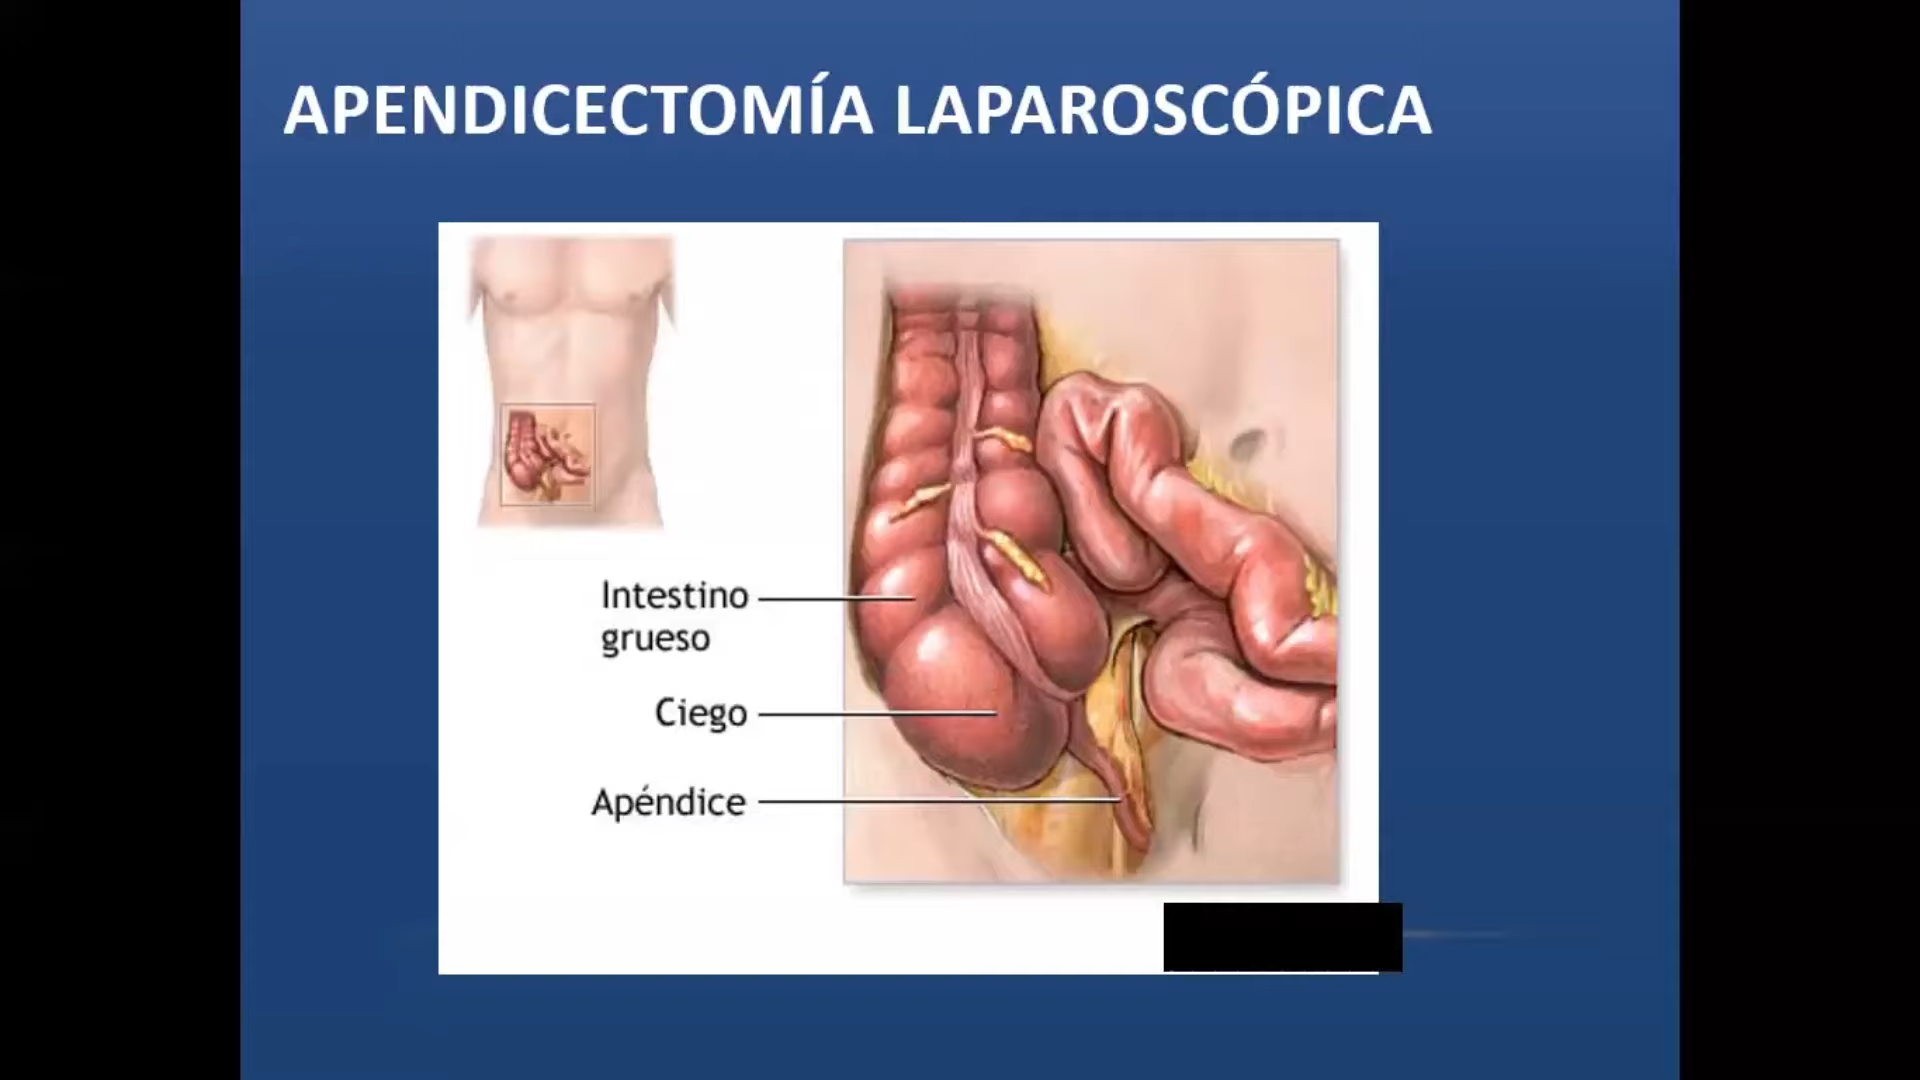 APENDICECTOMÍA LAPAROSCÓPICA
Intestino
grueso
Ciego
Apéndice